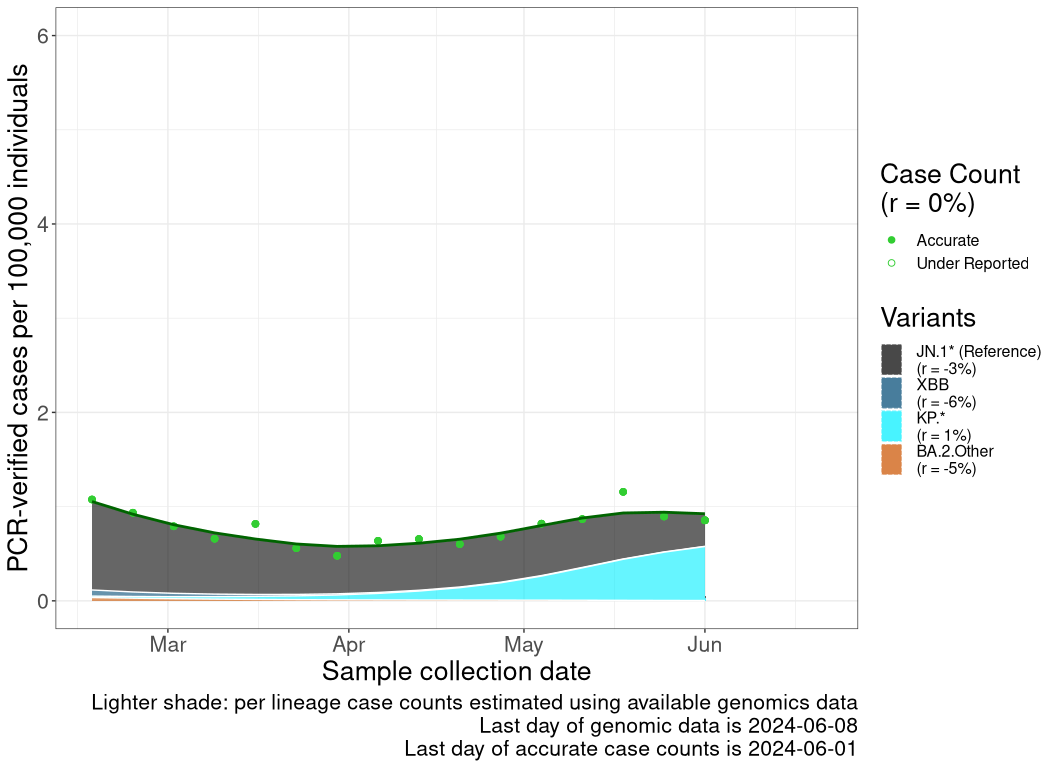 PCR-verified cases per 100,000 individuals
6
4
2
0
Mar
Apr
May
Jun
Sample collection date
Lighter shade: per lineage case counts estimated using available genomics data
Last day of genomic data is 2024-06-08
Last day of accurate case counts is 2024-06-01
Case Count
(r = 0%)
Accurate
Under Reported
Variants
JN.1* (Reference)
(r = -3%)
XBB
(r = -6%)
KP.*
(r = 1%)
BA.2.Other
(r = -5%)